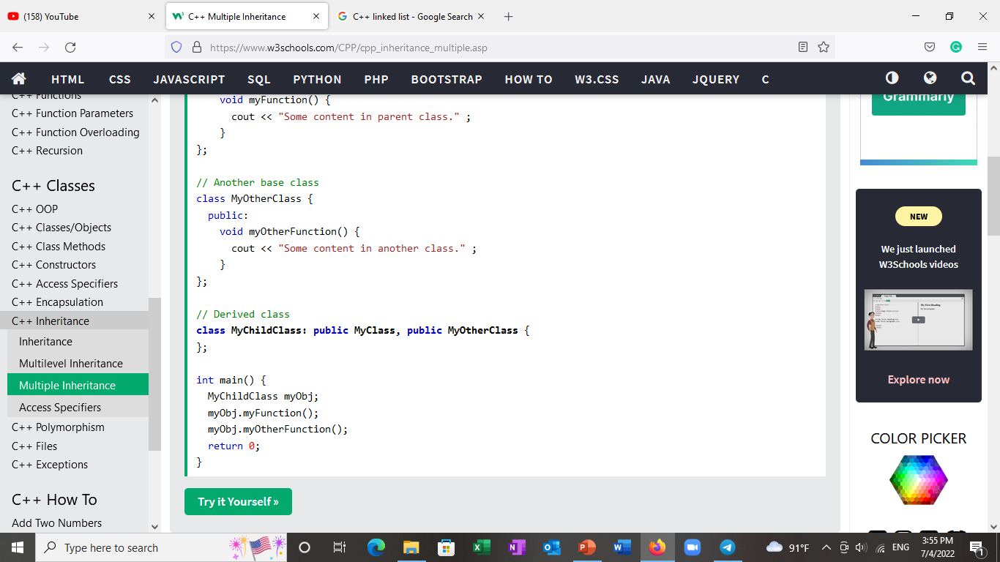 (158) YouTube
C++ Multiple Inheritance
C++ linked list - Google Search
https://www.w3schools.com/CPP/cpp_inheritance_multiple.asp
HTML CSS JAVASCRIPT SQL PYTHON PHP BOOTSTRAP HOW TO W3.CSS JAVA JQUERY C
C++ Functions
C++ Function Parameters
C++ Function Overloading
C++ Recursion
C++ Classes
C++ OOP
C++ Classes/Objects
C++ Class Methods
C++ Constructors
C++ Access Specifiers
C++ Encapsulation
C++ Inheritance
Inheritance
Multilevel Inheritance
Multiple Inheritance
Access Specifiers
C++ Polymorphism
C++ Files
C++ Exceptions
C++ How To
Add Two Numbers
void myFunction() {
cout << "Some content in parent class." ;
}
};
// Another base class
class MyOtherClass {
public:
void myOtherFunction() {
cout << "Some content in another class." ;
}
};
// Derived class
class MyChildClass: public MyClass, public MyOtherClass {
};
int main() {
MyChildClass myObj;
myObj.myFunction();
myObj.myOtherFunction();
return 0;
}
Try it Yourself »
Grammarly
NEW
We just launched
W3Schools videos
Explore now
COLOR PICKER
Type here to search
91°F
ENG
3:55 PM
7/4/2022
1